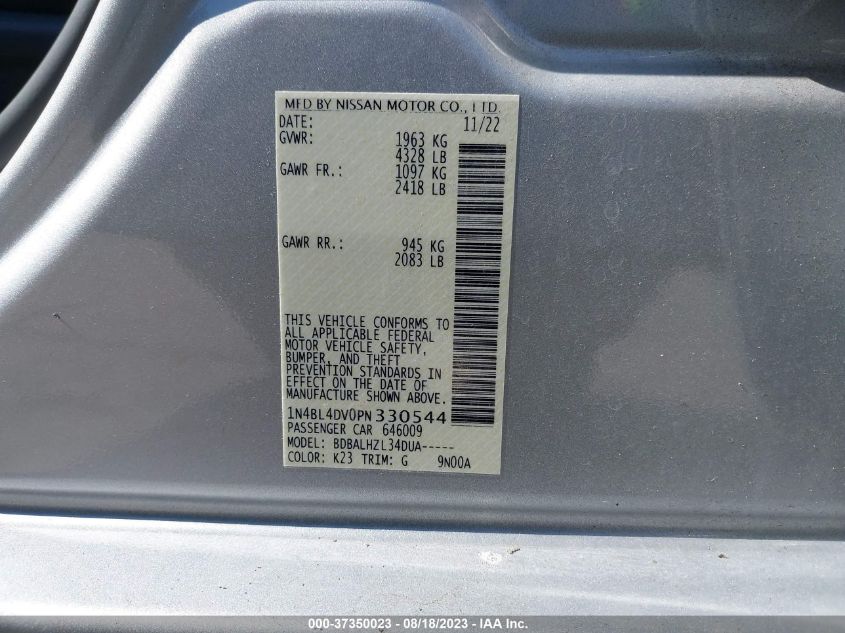 MFD BY NISSAN MOTOR CO., LTD.
DATE: 11/22
GVWR: 1963 KG
4328 LB
GAWR FR.: 1097 KG
2418 LB
GAWR RR.: 945 KG
2083 LB
THIS VEHICLE CONFORMS TO
ALL APPLICABLE FEDERAL
MOTOR VEHICLE SAFETY,
BUMPER, AND THEFT
PREVENTION STANDARDS IN
EFFECT ON THE DATE OF
MANUFACTURE SHOWN ABOVE.
1N4BL4DV0PN330544
PASSENGER CAR 646009
MODEL: BDBALHZL34DUA-----
COLOR: K23 TRIM: G 9N00A
000-37350023 - 08/18/2023 - IAA Inc.